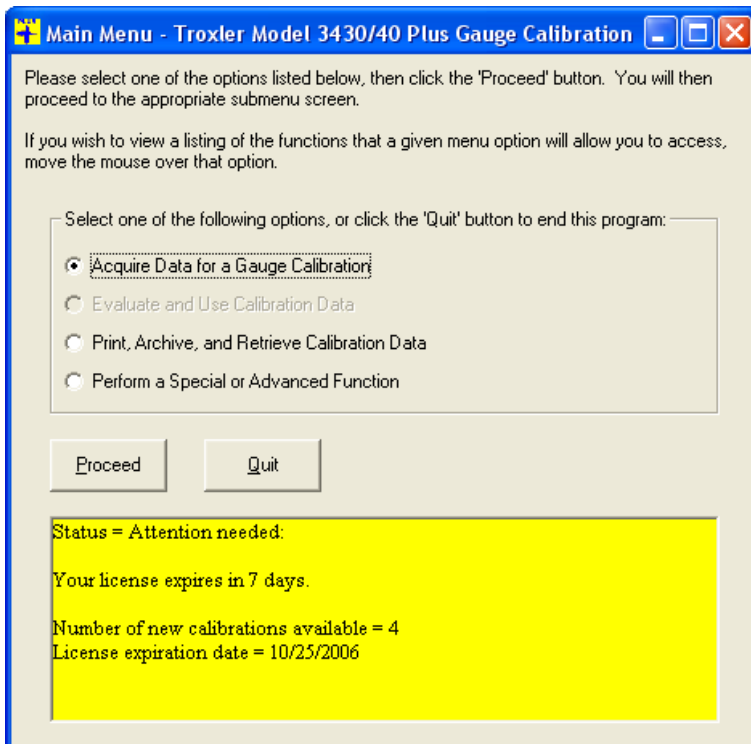 Main Menu - Troxler Model 3430/40 Plus Gauge Calibration
Please select one of the options listed below, then click the 'Proceed' button.  You will then
proceed to the appropriate submenu screen.
If you wish to view a listing of the functions that a given menu option will allow you to access,
move the mouse over that option.
Select one of the following options, or click the 'Quit' button to end this program:
Acquire Data for a Gauge Calibration
Evaluate and Use Calibration Data
Print, Archive, and Retrieve Calibration Data
Perform a Special or Advanced Function
Proceed
Quit
Status = Attention needed:
Your license expires in 7 days.
Number of new calibrations available = 4
License expiration date = 10/25/2006